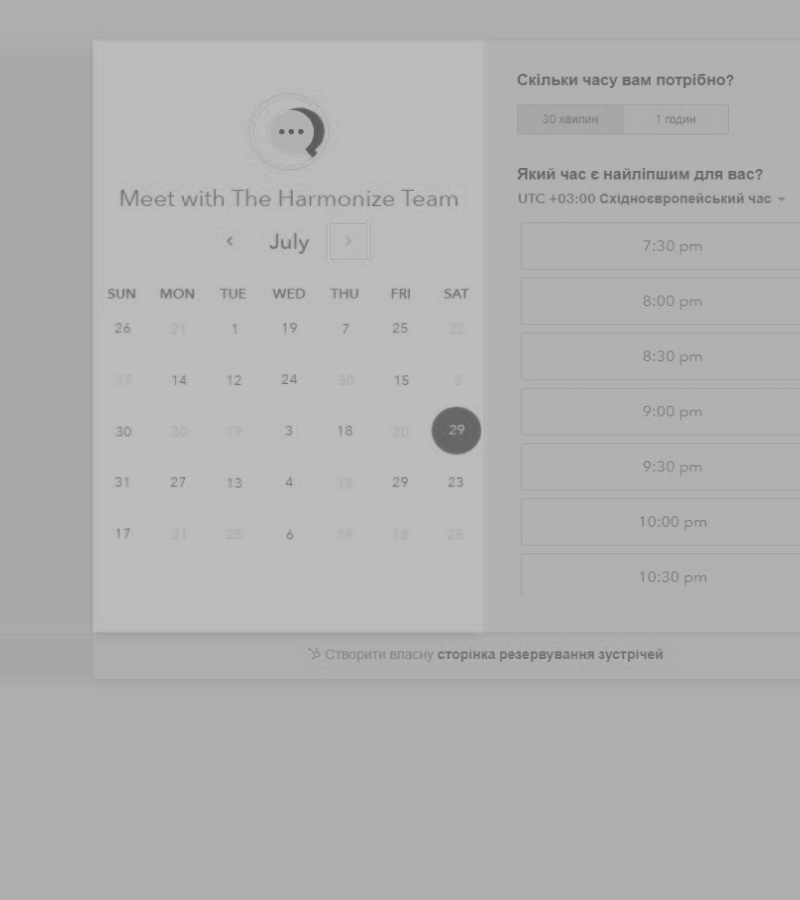 Meet with The Harmonize Team
July
SUN MON TUE WED THU FRI SAT
26 21 1 19 7 25 22
17 14 12 24 30 15 3
30 30 19 3 18 20 29
31 27 13 4 18 29 23
17 31 28 6 19 18
Скільки часу вам потрібно?
30 хвилин 1 годин
Який час є найліпшим для вас?
UTC +03:00 Східноєвропейський час
7:30 pm
8:00 pm
8:30 pm
9:00 pm
9:30 pm
10:00 pm
10:30 pm
Створити власну сторінка резервування зустрічей